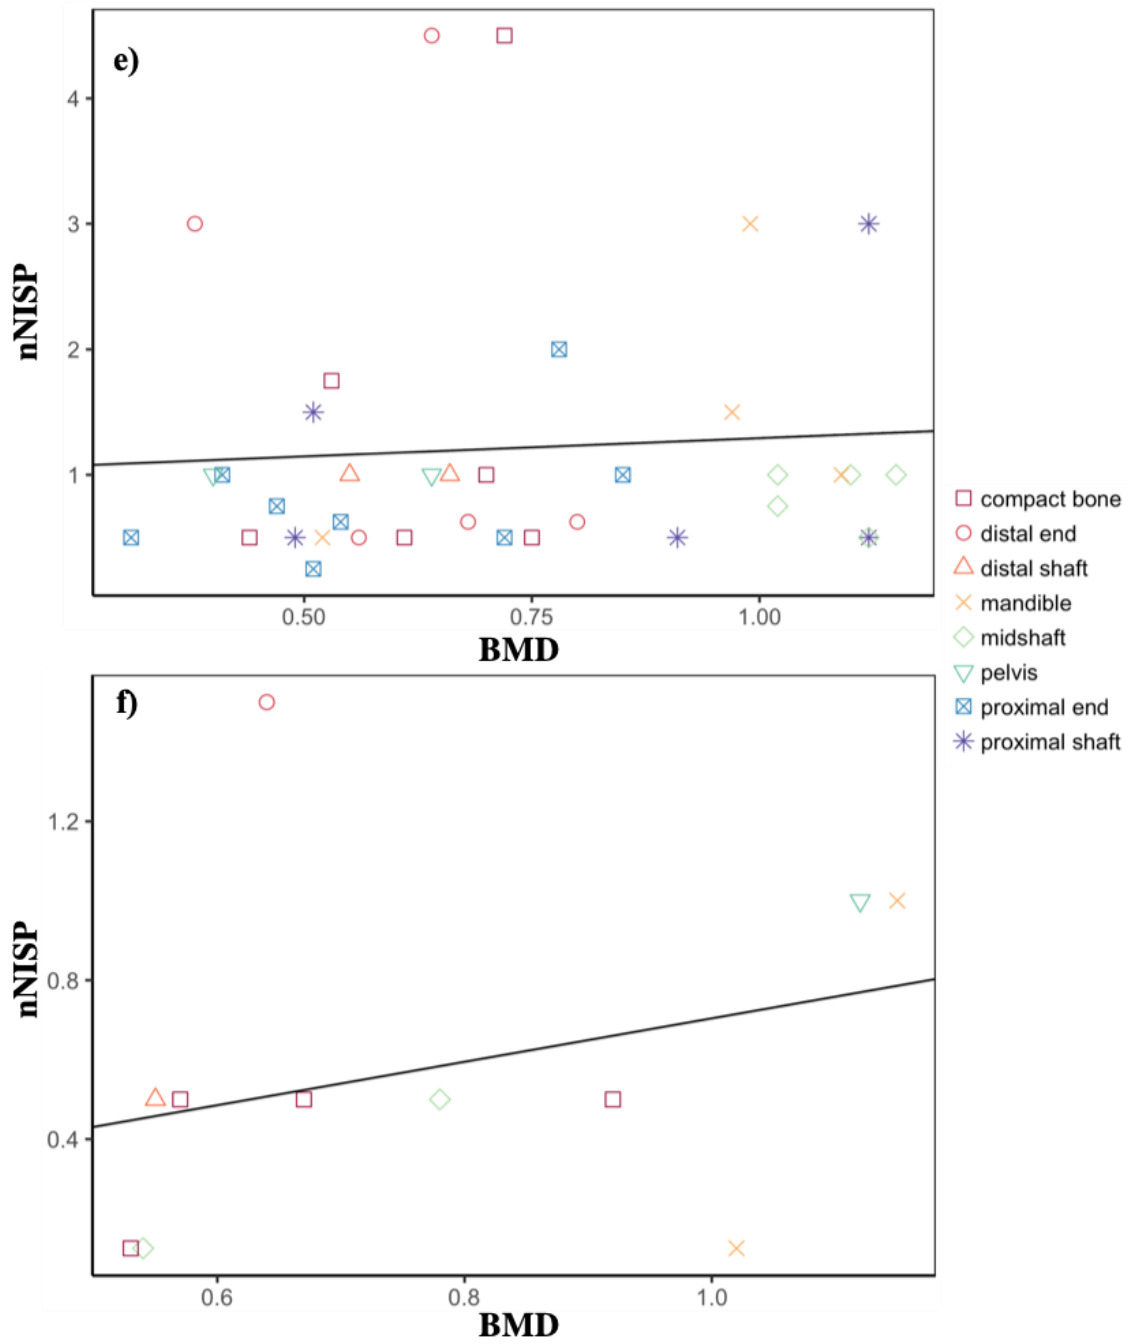 e)
4
3
2
1
nNISP
0.50 0.75 1.00
BMD
compact bone
distal end
distal shaft
mandible
midshaft
pelvis
proximal end
proximal shaft
f)
1.2
0.8
0.4
nNISP
0.6 0.8 1.0
BMD